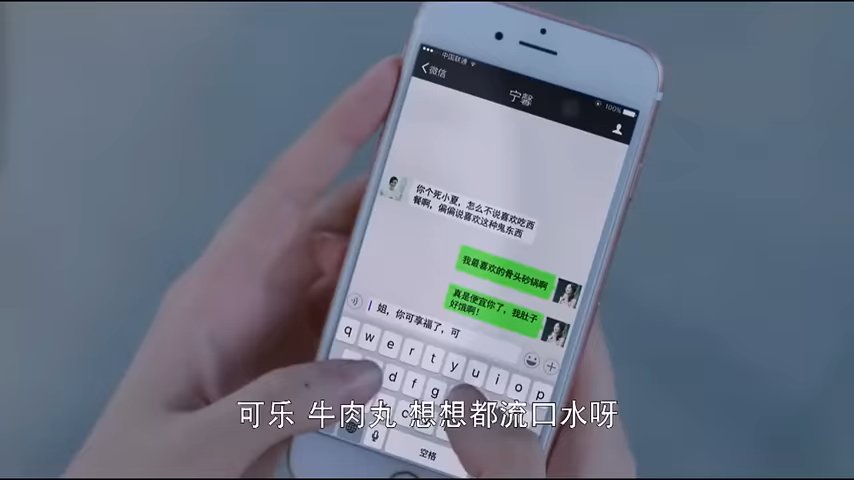 中国联通
100%
微信
宁馨
你个死小夏，怎么不说喜欢吃西
餐啊，偏偏说喜欢这种鬼东西
我最喜欢的骨头砂锅啊
真是便宜你了，我肚子
好饿啊！
姐，你可享福了，可
q w e r t y u i o p
d f g
空格
可乐 牛肉丸 想想都流口水呀